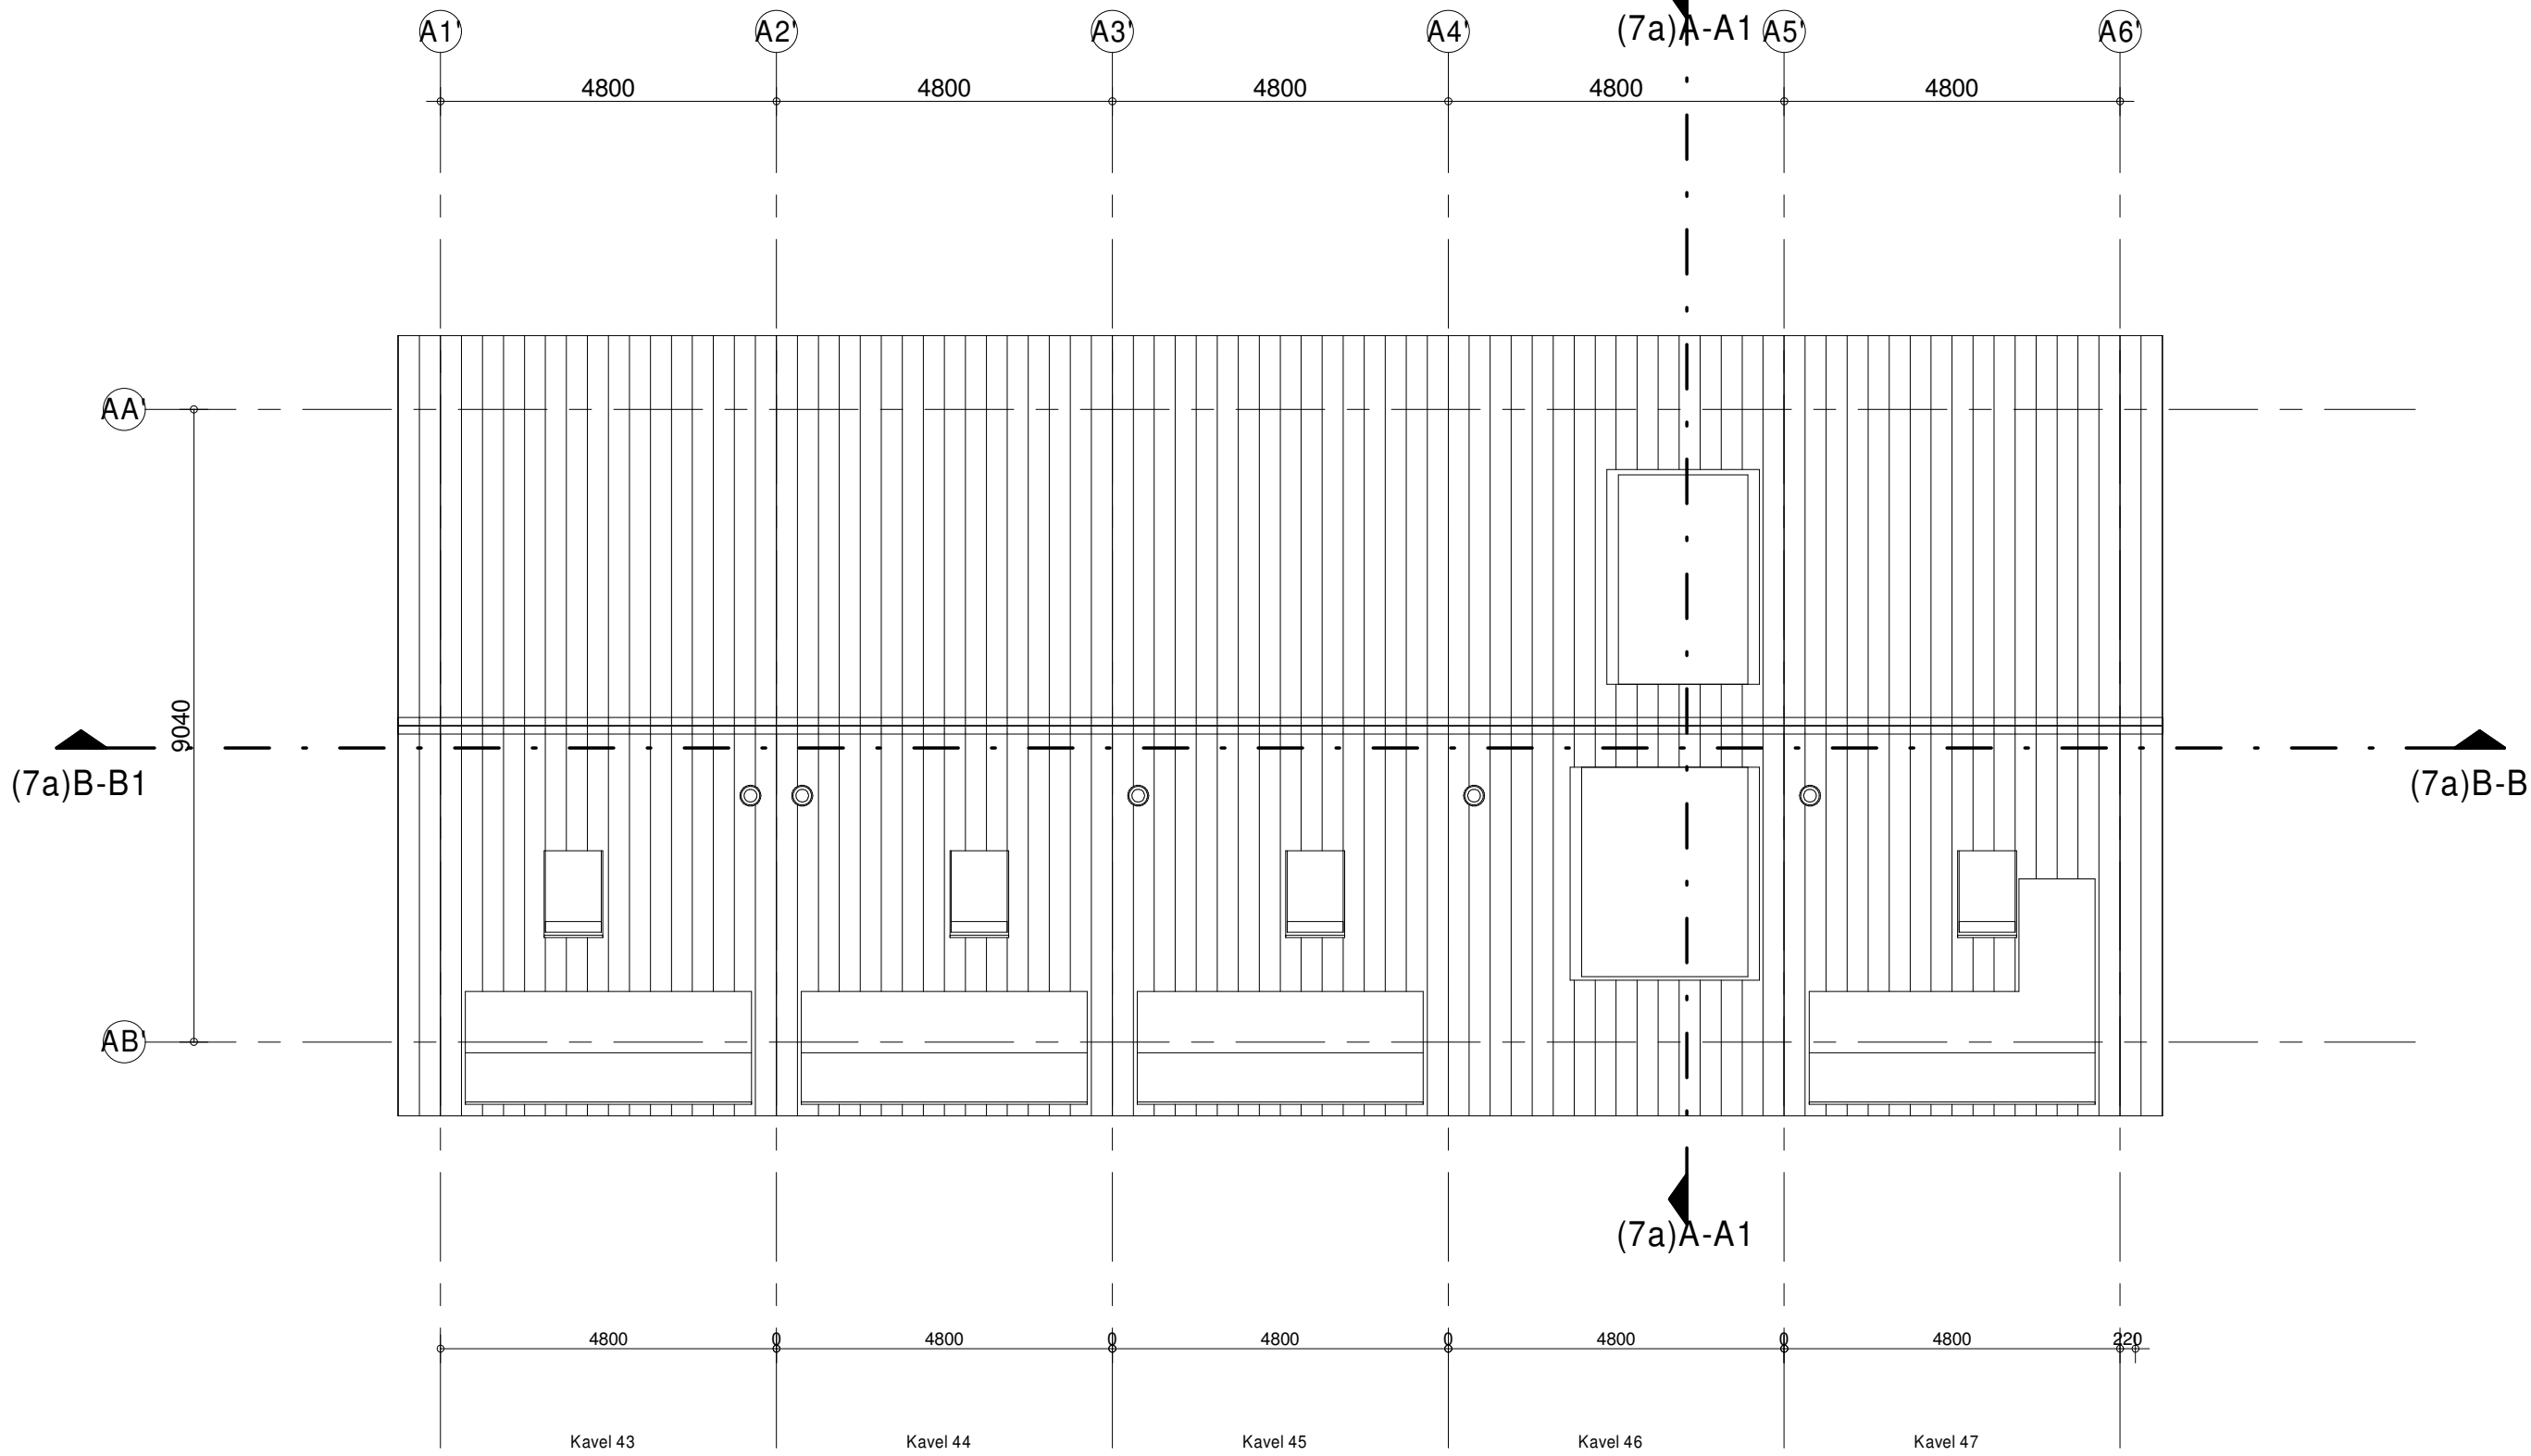 A1' A2' A3' A4' (7a)A-A1 A5' A6'
4800 4800 4800 4800 4800
AA'
9040
(7a)B-B1 (7a)B-B
AB'
(7a)A-A1
4800 0 4800 0 4800 0 4800 0 4800 220
Kavel 43 Kavel 44 Kavel 45 Kavel 46 Kavel 47